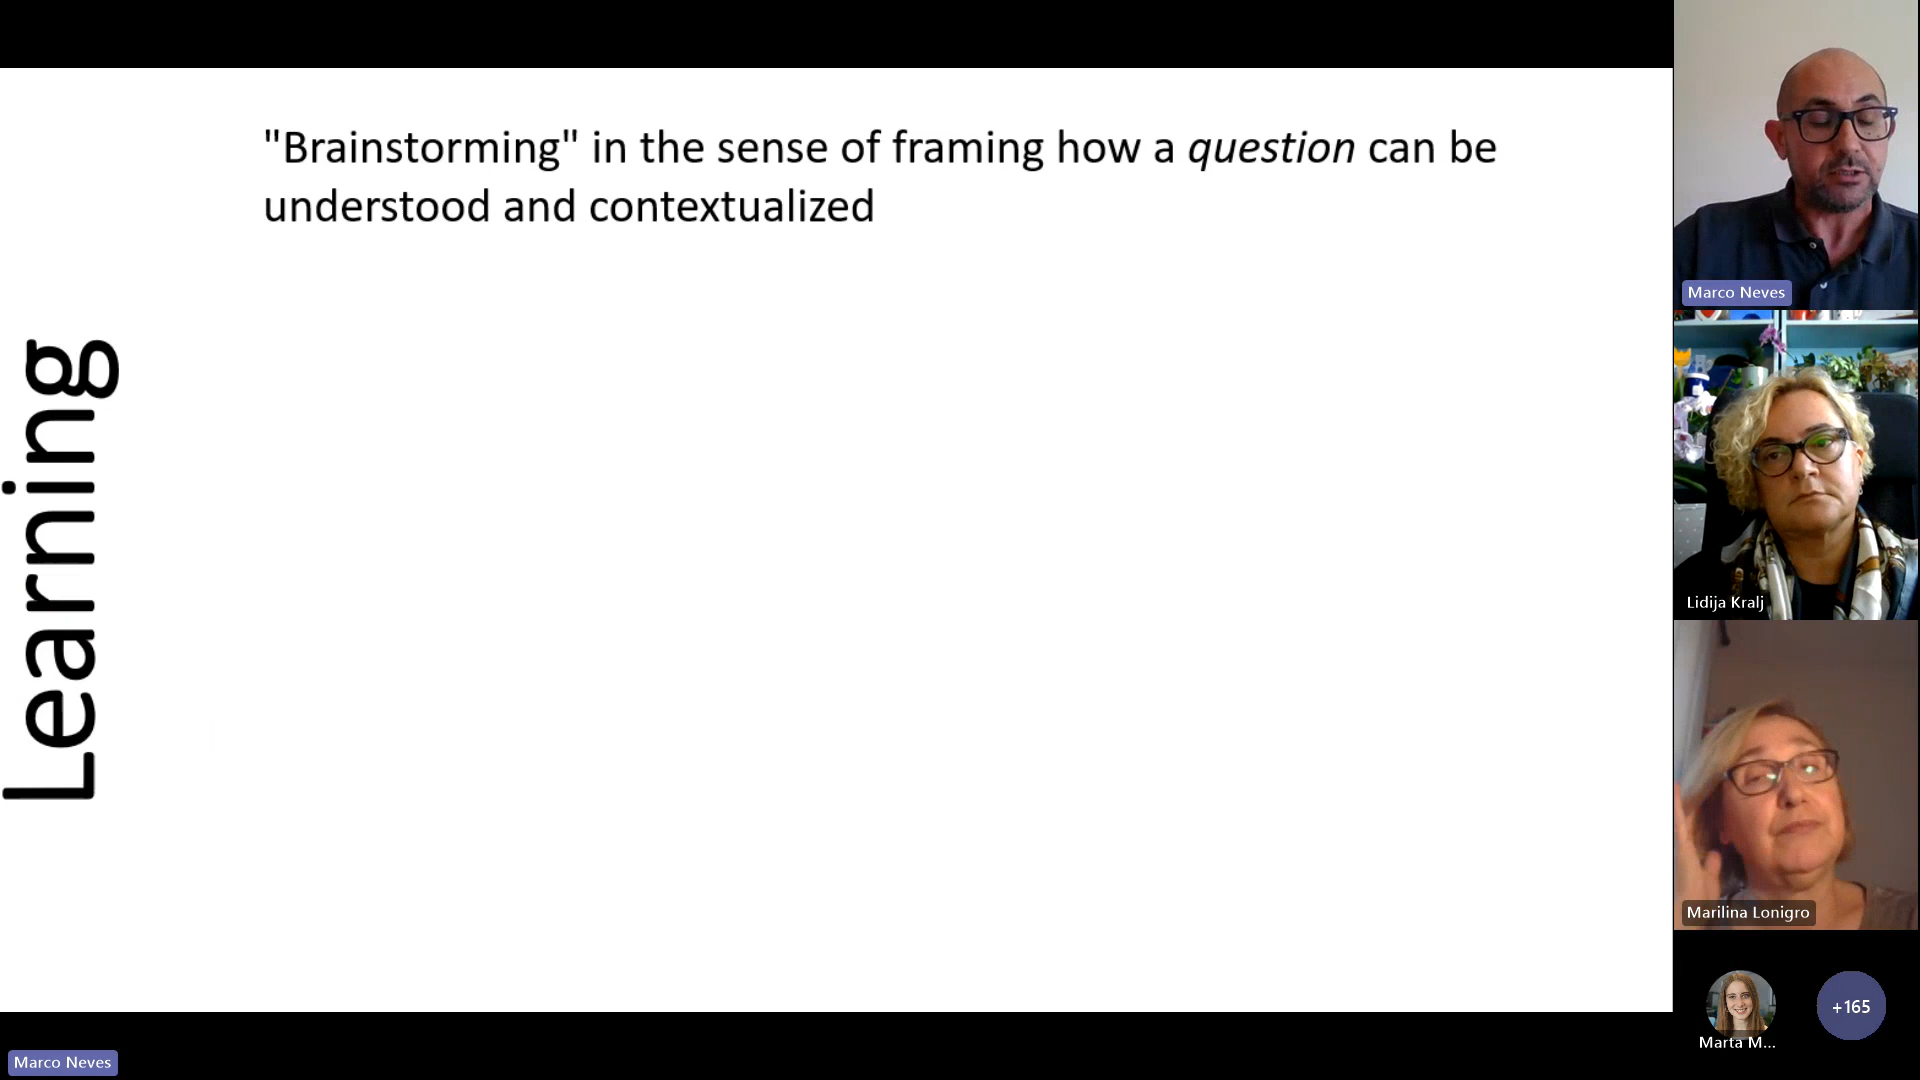 "Brainstorming" in the sense of framing how a question can be
understood and contextualized
Learning
Marco Neves
Lidija Kralj
Marilina Lonigro
Marta M...
+165
Marco Neves